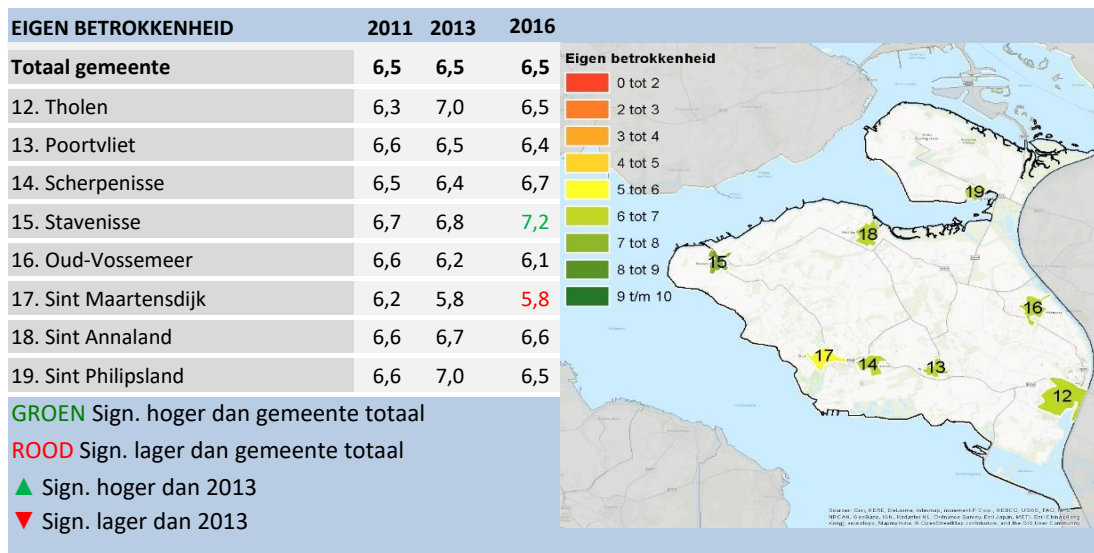 EIGEN BETROKKENHEID 2011 2013 2016
Totaal gemeente 6,5 6,5 6,5
12. Tholen 6,3 7,0 6,5
13. Poortvliet 6,6 6,5 6,4
14. Scherpenisse 6,5 6,4 6,7
15. Stavenisse 6,7 6,8 7,2
16. Oud-Vossemeer 6,6 6,2 6,1
17. Sint Maartensdijk 6,2 5,8 5,8
18. Sint Annaland 6,6 6,7 6,6
19. Sint Philipsland 6,6 7,0 6,5
GROEN Sign. hoger dan gemeente totaal
ROOD Sign. lager dan gemeente totaal
▲ Sign. hoger dan 2013
▼ Sign. lager dan 2013
Eigen betrokkenheid
0 tot 2
2 tot 3
3 tot 4
4 tot 5
5 tot 6
6 tot 7
7 tot 8
8 tot 9
9 t/m 10
19
18
15
16
17
14
13
12